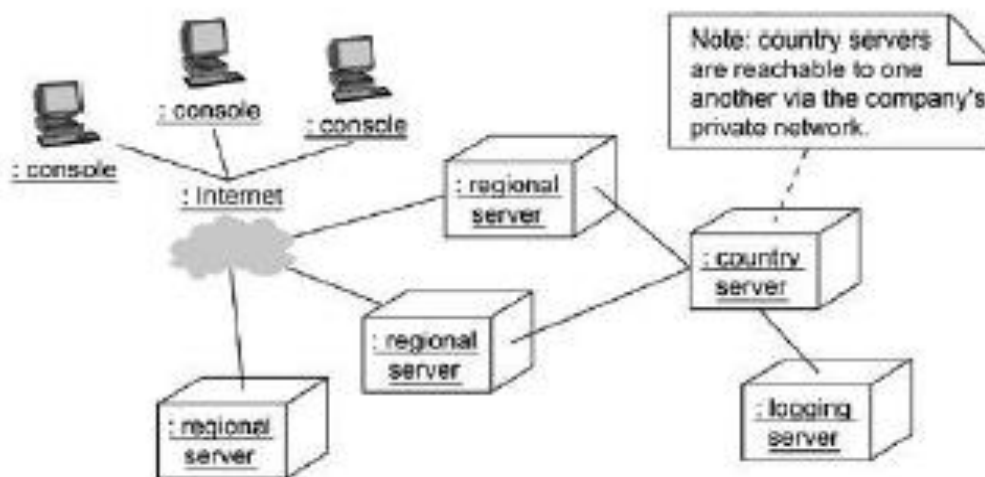 : console
: console
: console
: Internet
Note: country servers
are reachable to one
another via the company's
private network.
: regional
server
: country
server
: regional
server
: regional
server
: logging
server